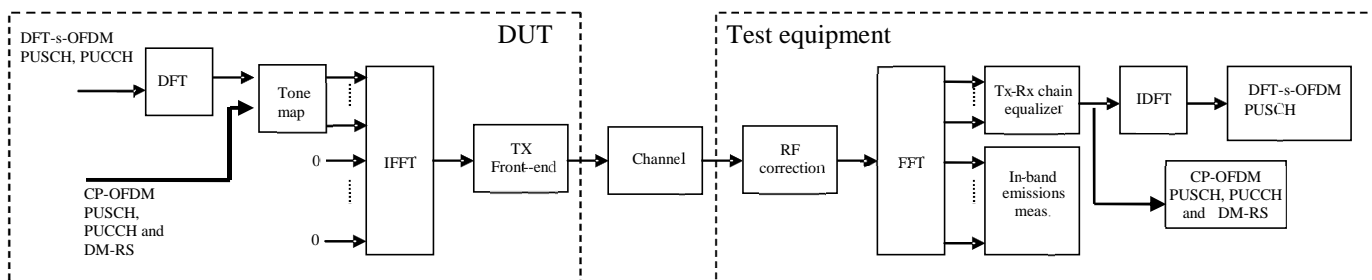 DUT
Test equipment
DFT-s-OFDM
PUSCH, PUCCH
DFT
Tone
map
0
0
CP-OFDM
PUSCH,
PUCCH and
DM-RS
IFFT
TX
Front-end
Channel
RF
correction
FFT
Tx-Rx chain
equalizer
In-band
emissions
meas.
IDFT
DFT-s-OFDM
PUSCH
CP-OFDM
PUSCH, PUCCH
and DM-RS